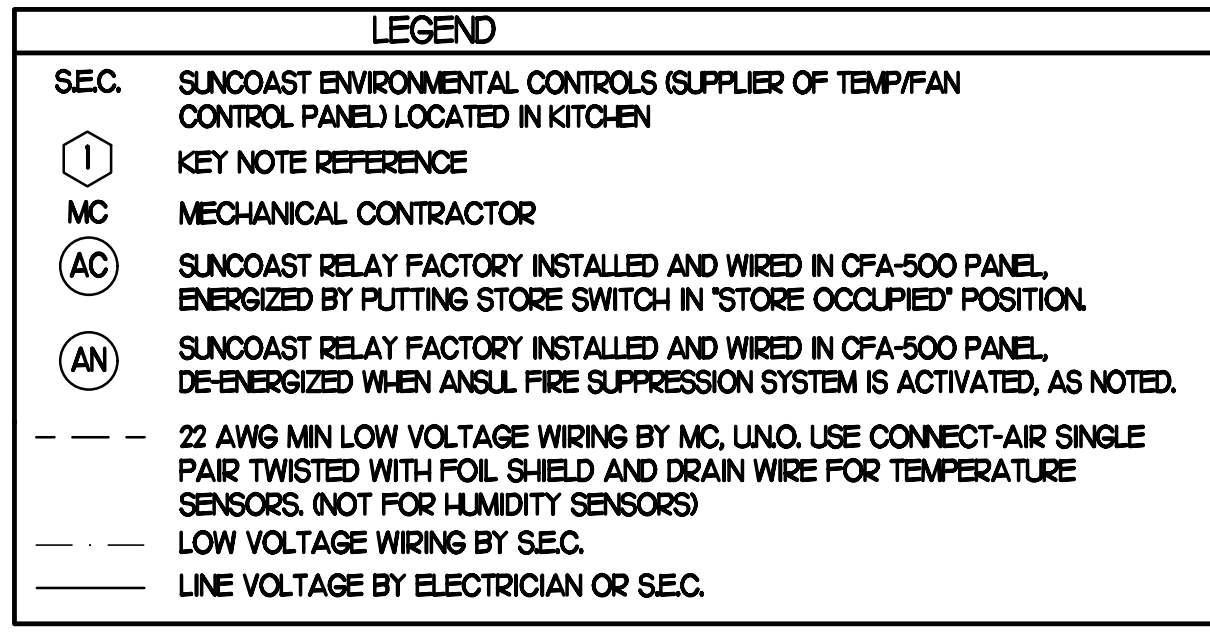 LEGEND
S.E.C. SUNCOAST ENVIRONMENTAL CONTROLS (SUPPLIER OF TEMP/FAN
CONTROL PANEL) LOCATED IN KITCHEN
1 KEY NOTE REFERENCE
MC MECHANICAL CONTRACTOR
AC SUNCOAST RELAY FACTORY INSTALLED AND WIRED IN CFA-500 PANEL,
ENERGIZED BY PUTTING STORE SWITCH IN "STORE OCCUPIED" POSITION.
AN SUNCOAST RELAY FACTORY INSTALLED AND WIRED IN CFA-500 PANEL,
DE-ENERGIZED WHEN ANSUL FIRE SUPPRESSION SYSTEM IS ACTIVATED, AS NOTED.
22 AWG MIN LOW VOLTAGE WIRING BY MC, U.N.O. USE CONNECT-AIR SINGLE
PAIR TWISTED WITH FOIL SHIELD AND DRAIN WIRE FOR TEMPERATURE
SENSORS. (NOT FOR HUMIDITY SENSORS)
LOW VOLTAGE WIRING BY S.E.C.
LINE VOLTAGE BY ELECTRICIAN OR S.E.C.